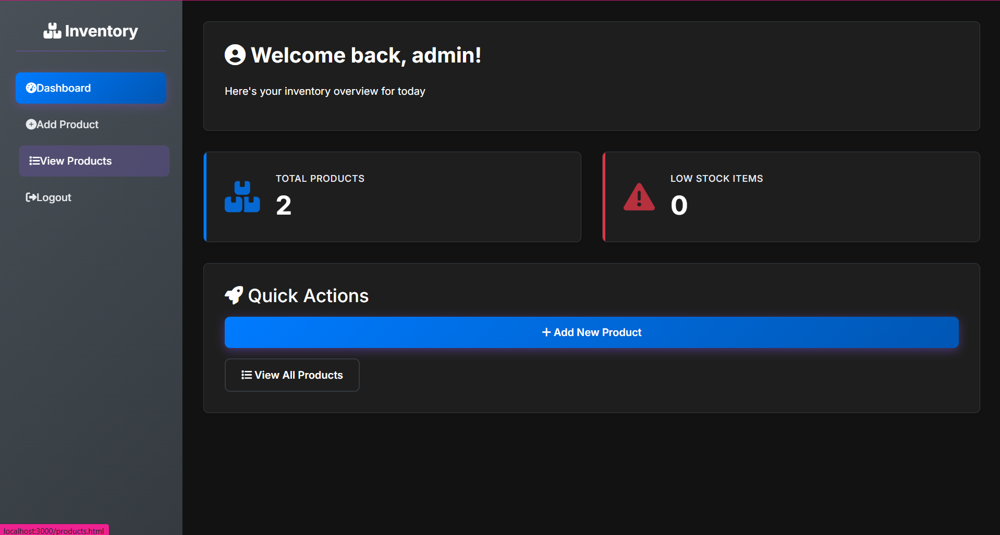 Inventory
Dashboard
Add Product
View Products
Logout
Welcome back, admin!
Here's your inventory overview for today
TOTAL PRODUCTS
2
LOW STOCK ITEMS
0
Quick Actions
Add New Product
View All Products
localhost:3000/products.html